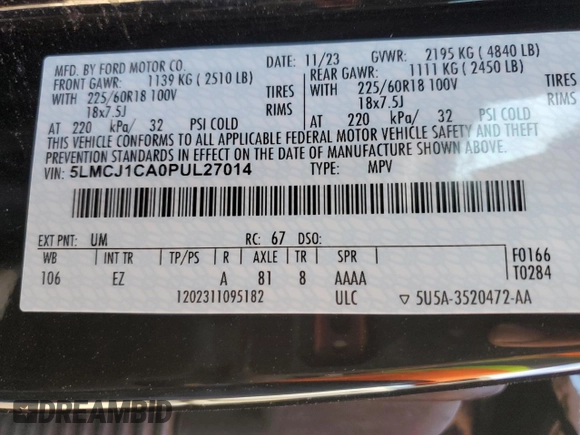 MFD. BY FORD MOTOR CO.
DATE: 11/23 GVWR: 2195 KG ( 4840 LB)
FRONT GAWR: 1139 KG ( 2510 LB)
REAR GAWR: 1111 KG ( 2450 LB)
WITH 225/60R18 100V TIRES
WITH 225/60R18 100V TIRES
18x7.5J RIMS
18x7.5J RIMS
AT 220 kPa/ 32 PSI COLD
AT 220 kPa/ 32 PSI COLD
THIS VEHICLE CONFORMS TO ALL APPLICABLE FEDERAL MOTOR VEHICLE SAFETY AND THEFT
PREVENTION STANDARDS IN EFFECT ON THE DATE OF MANUFACTURE SHOWN ABOVE.
VIN: 5LMCJ1CA0PUL27014 TYPE: MPV
EXT PNT: UM RC: 67 DSO:
WB INT TR TP/PS R AXLE TR SPR
F0166
T0284
106 EZ A 81 8 AAAA
1202311095182 ULC ▽ 5U5A-3520472-AA
DREAMBID